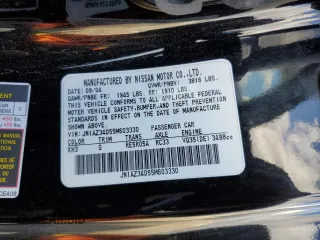 MANUFACTURED BY NISSAN MOTOR CO.,LTD.
DATE: 08/04 GVWR/PNBV: 3816 LBS.
GAWR/PNBE FR: 1945 LBS. RR: 1910 LBS.
THIS VEHICLE CONFORMS TO ALL APPLICABLE FEDERAL
MOTOR VEHICLE SAFETY,BUMPER,AND THEFT PREVENTION
STANDARDS IN EFFECT ON THE DATE OF MANUFACTURE
SHOWN ABOVE.
VIN: JN1AZ34D55M603330 PASSENGER CAR
COLOR TRIM TRANS AXLE ENGINE
KH3 G RE5R05A RC33 VQ35(DE) 3498cc
JN1AZ34D55M603330
CE408